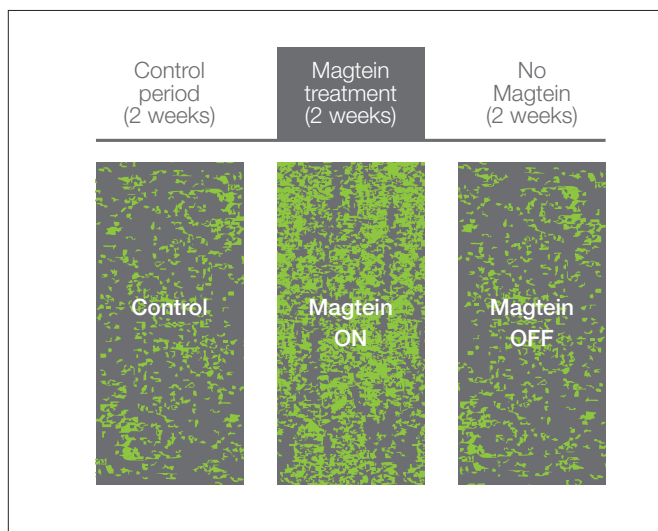 Control
period
(2 weeks)
Magtein
treatment
(2 weeks)
No
Magtein
(2 weeks)
Control
Magtein
ON
Magtein
OFF